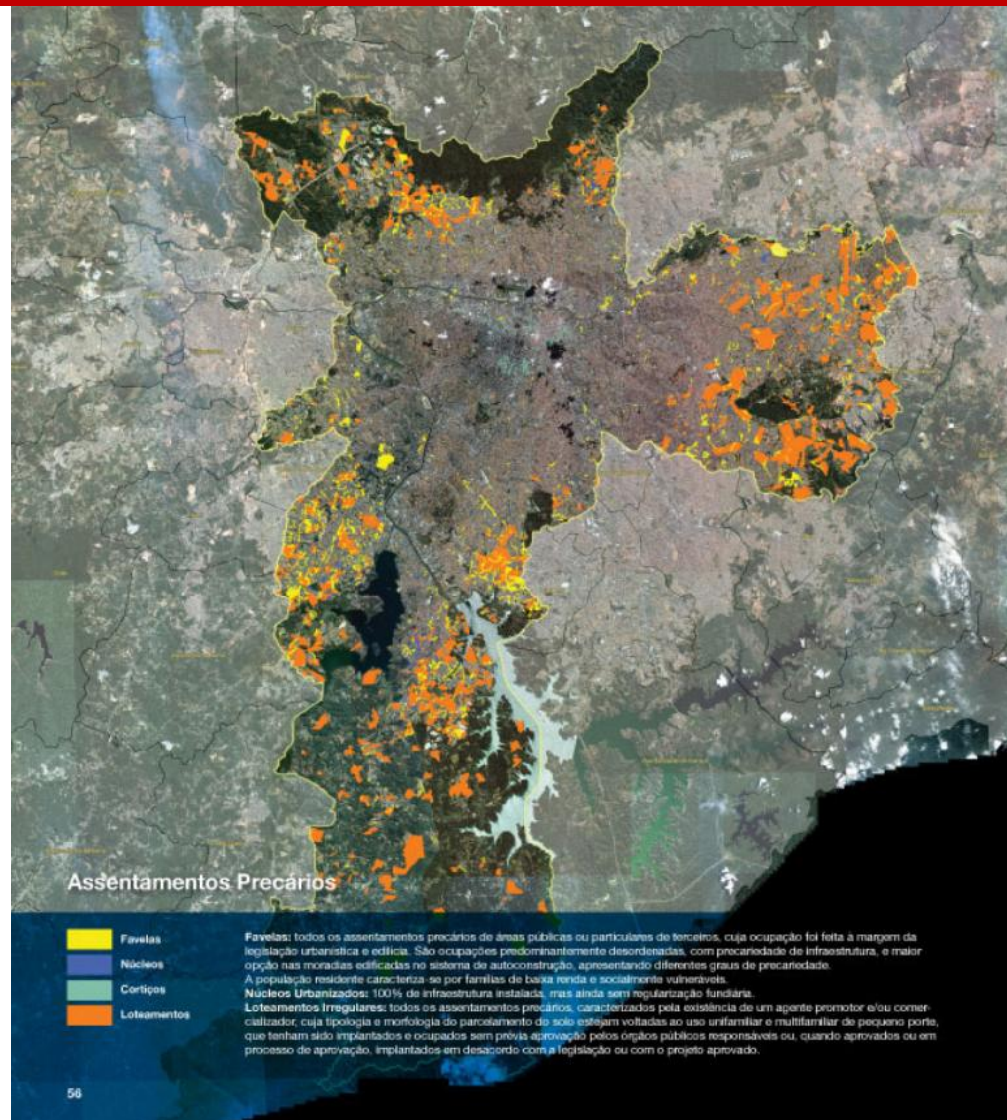 Assentamentos Precários
Favelas
Núcleos
Cortiços
Loteamentos
Favelas: todos os assentamentos precários de áreas públicas ou particulares de terceiros, cuja ocupação foi feita à margem da
legislação urbanística e edilícia. São ocupações predominantemente desordenadas, com precariedade de infraestrutura, e maior
opção nas moradias edificadas no sistema de autoconstrução, apresentando diferentes graus de precariedade.
A população residente caracteriza-se por famílias de baixa renda e socialmente vulneráveis.
Núcleos Urbanizados: 100% de infraestrutura instalada, mas ainda sem regularização fundiária.
Loteamentos Irregulares: todos os assentamentos precários, caracterizados pela existência de um agente promotor e/ou comer-
cializador, cuja tipologia e morfologia do parcelamento do solo estejam voltadas ao uso unifamiliar e multifamiliar de pequeno porte,
que tenham sido implantados e ocupados sem prévia aprovação pelos órgãos públicos responsáveis ou, quando aprovados ou em
processo de aprovação, implantados em desacordo com a legislação ou com o projeto aprovado.
56